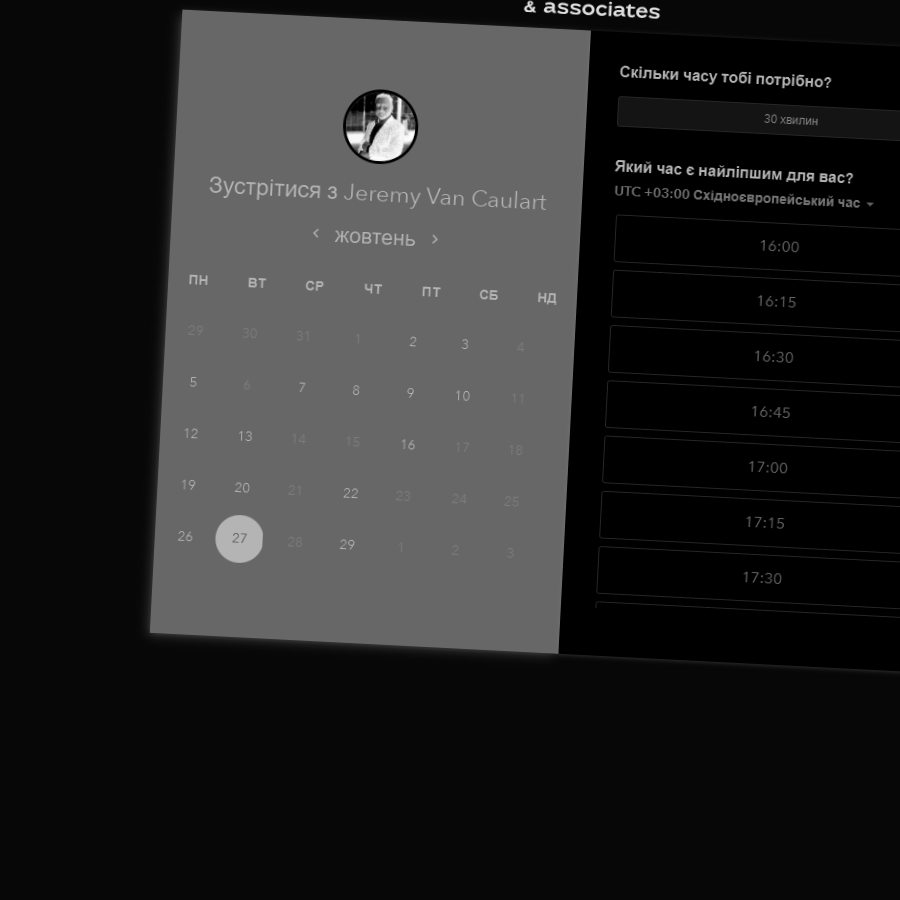 & associates
Зустрітися з Jeremy Van Caulart
жовтень
ПН ВТ СР ЧТ ПТ СБ НД
29 30 31 1 2 3 4
5 6 7 8 9 10 11
12 13 14 15 16 17 18
19 20 21 22 23 24 25
26 27 28 29 1 2 3
Скільки часу тобі потрібно?
30 хвилин
Який час є найліпшим для вас?
UTC +03:00 Східноєвропейський час
16:00
16:15
16:30
16:45
17:00
17:15
17:30